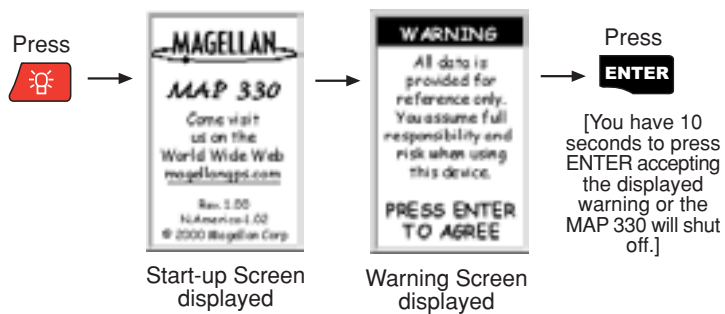 Press
MAGELLAN
MAP 330
Come visit
us on the
World Wide Web
magellangps.com
Rev. 1.00
N.America-1.02
© 2000 Magellan Corp
Start-up Screen
displayed
WARNING
All data is
provided for
reference only.
You assume full
responsibility and
risk when using
this device.
PRESS ENTER
TO AGREE
Warning Screen
displayed
Press
ENTER
[You have 10
seconds to press
ENTER accepting
the displayed
warning or the
MAP 330 will shut
off.]